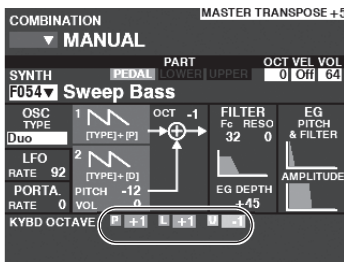 COMBINATION
MASTER TRANSPOSE +5
▼ MANUAL
PART
OCT VEL VOL
SYNTH
PEDAL LOWER UPPER
0 Off 64
F054▼ Sweep Bass
OSC TYPE
Duo
1
[TYPE]+[P]
OCT -1
FILTER
Fc RESO
32 0
EG
PITCH
& FILTER
LFO
RATE 92
2
[TYPE]+[D]
PORTA.
RATE 0
PITCH -12
VOL 0
EG DEPTH
+45
AMPLITUDE
KYBD OCTAVE P +1 L +1 U -1